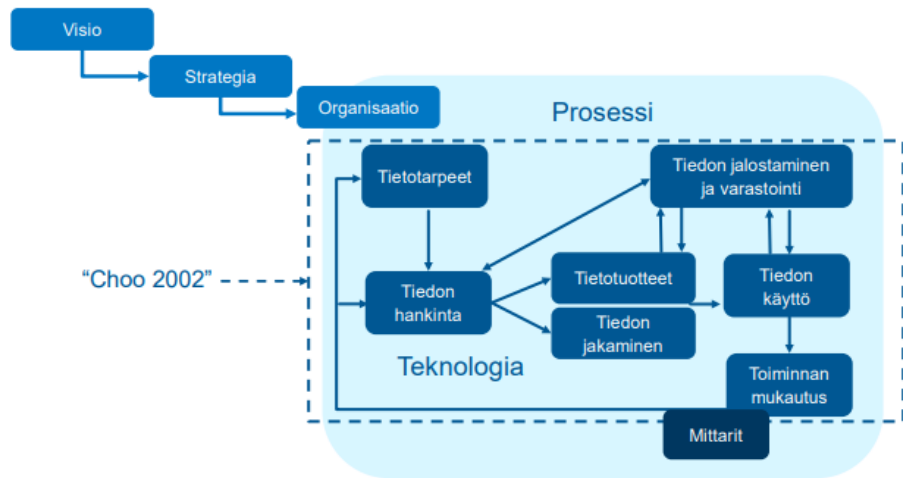 Visio
Strategia
Organisaatio
Prosessi
Tietotarpeet
Tiedon jalostaminen
ja varastointi
“Choo 2002”
Tiedon
hankinta
Tietotuotteet
Tiedon
jakaminen
Tiedon
käyttö
Teknologia
Toiminnan
mukautus
Mittarit